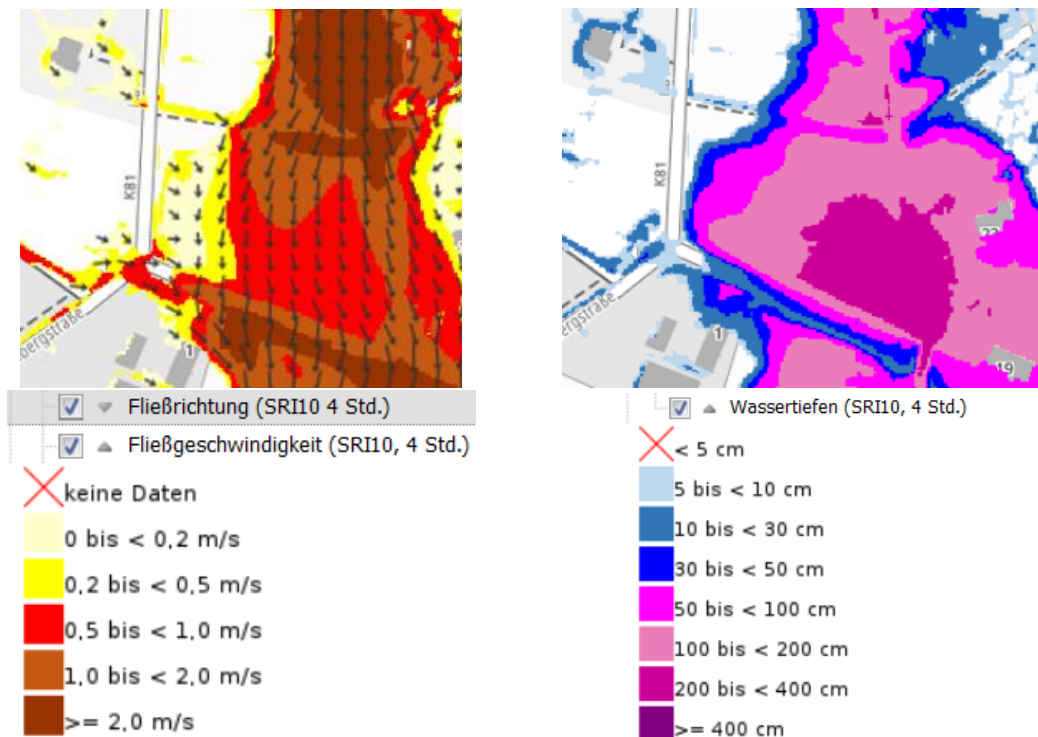 K81
bergstraße
1
Fließrichtung (SRI10 4 Std.)
Fließgeschwindigkeit (SRI10, 4 Std.)
keine Daten
0 bis < 0,2 m/s
0,2 bis < 0,5 m/s
0,5 bis < 1,0 m/s
1,0 bis < 2,0 m/s
>= 2,0 m/s
K81
22
bergstraße
1
19
Wassertiefen (SRI10, 4 Std.)
< 5 cm
5 bis < 10 cm
10 bis < 30 cm
30 bis < 50 cm
50 bis < 100 cm
100 bis < 200 cm
200 bis < 400 cm
>= 400 cm